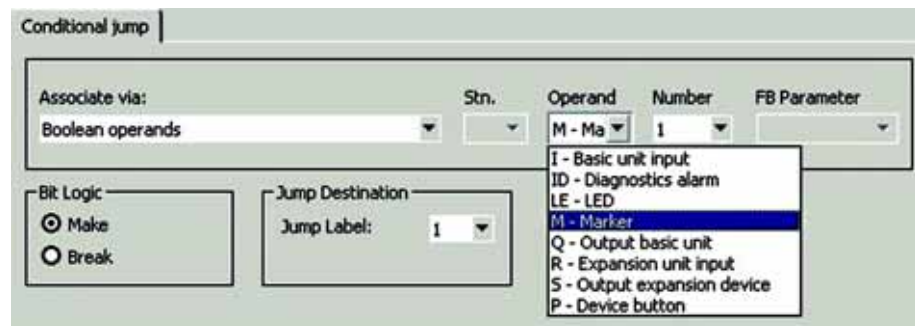 Conditional jump
Associate via: Stn. Operand Number FB Parameter
Boolean operands M - Ma 1
I - Basic unit input
ID - Diagnostics alarm
LE - LED
M - Marker
Q - Output basic unit
R - Expansion unit input
S - Output expansion device
P - Device button
Bit Logic
Make
Break
Jump Destination
Jump Label: 1